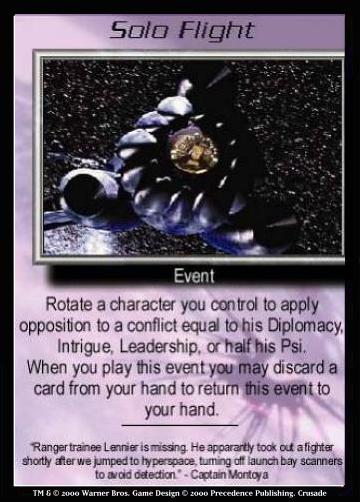 Solo Flight
Event
Rotate a character you control to apply
opposition to a conflict equal to his Diplomacy,
Intrigue, Leadership, or half his Psi.
When you play this event you may discard a
card from your hand to return this event to
your hand.
"Ranger trainee Lennier is missing. He apparently took out a fighter
shortly after we jumped to hyperspace, turning off launch bay scanners
to avoid detection." - Captain Montoya
TM & © 2000 Warner Bros. Game Design © 2000 Precedence Publishing. Crusade